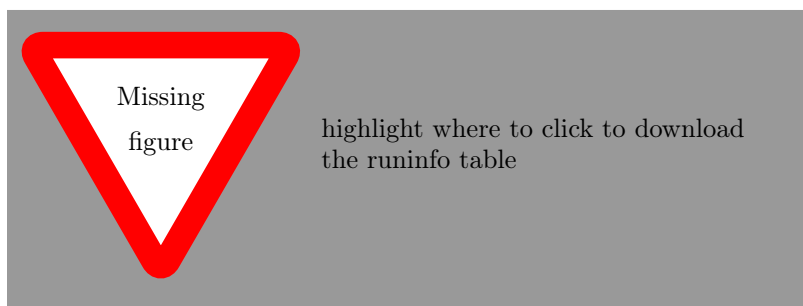 Missing
figure
highlight where to click to download
the runinfo table